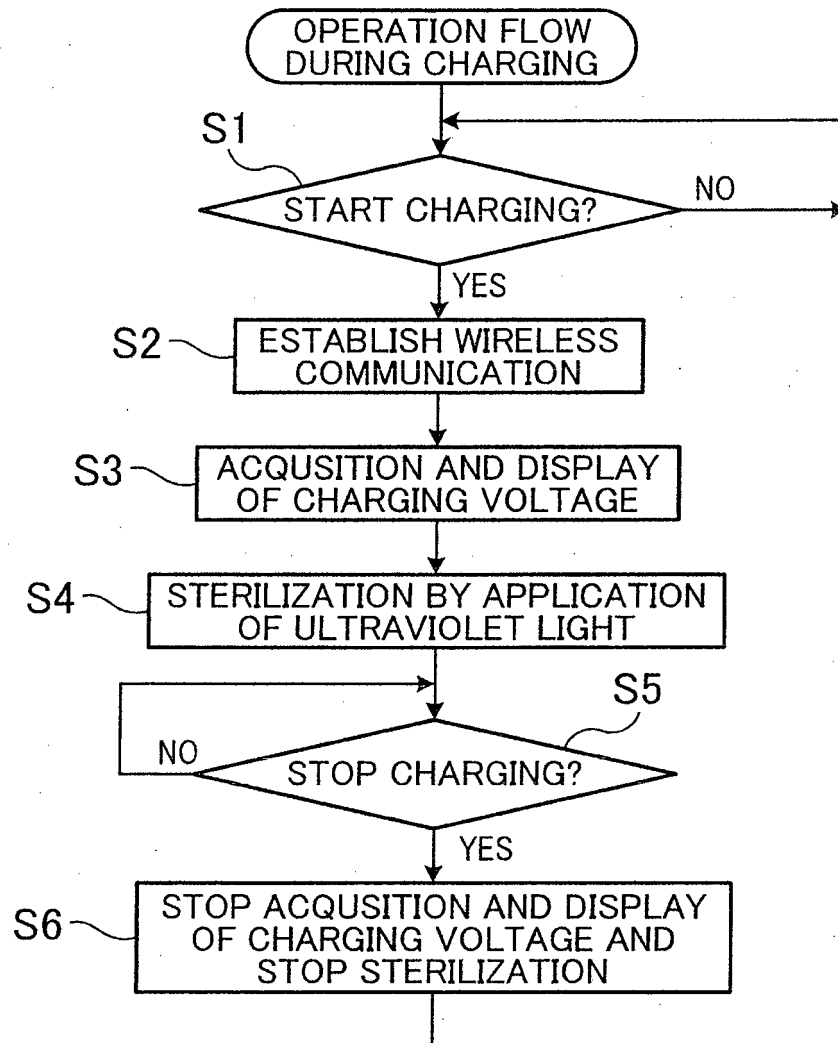 OPERATION FLOW
DURING CHARGING
S1
START CHARGING?
NO
YES
S2
ESTABLISH WIRELESS
COMMUNICATION
S3
ACQUSITION AND DISPLAY
OF CHARGING VOLTAGE
S4
STERILIZATION BY APPLICATION
OF ULTRAVIOLET LIGHT
S5
NO
STOP CHARGING?
YES
S6
STOP ACQUSITION AND DISPLAY
OF CHARGING VOLTAGE AND
STOP STERILIZATION